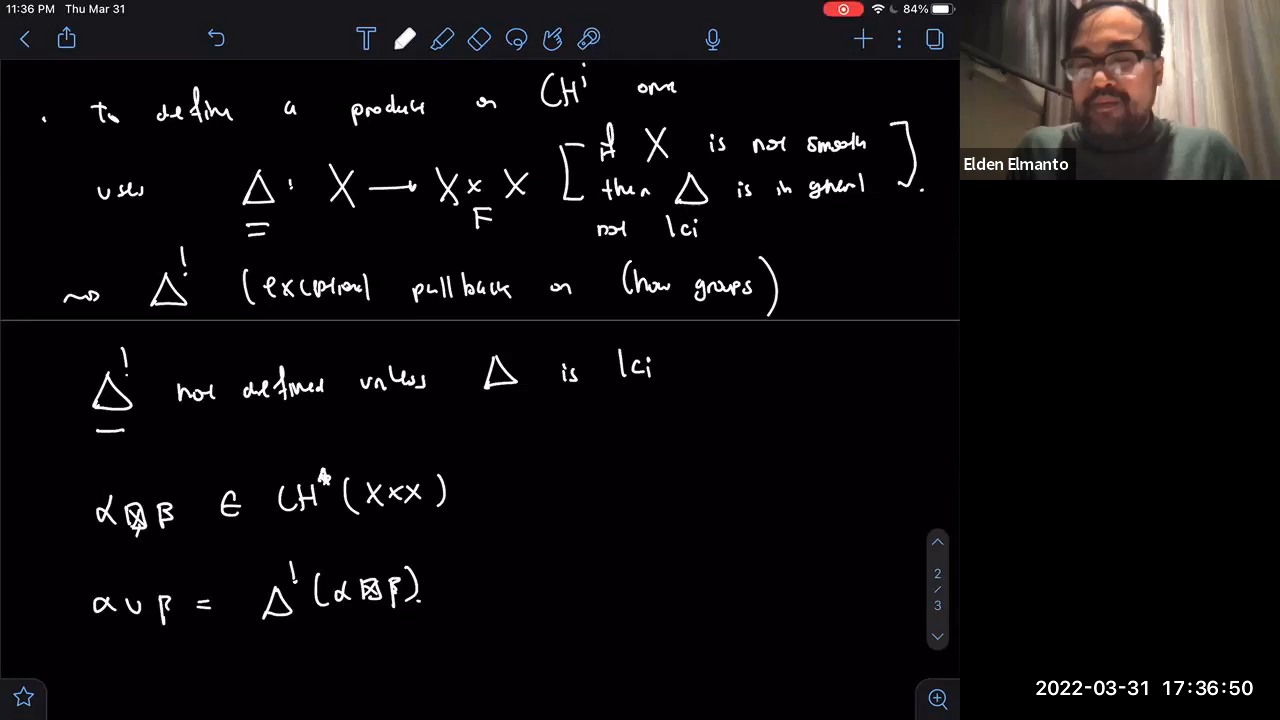 11:36 PM Thu Mar 31
84%
. To define a product on CHⁱ one
uses Δ : X → X ×_F X [ if X is not smooth
then Δ is in general
not lci ] .
⇝ Δ^! (exceptional pullback on Chow groups)
Δ^! not defined unless Δ is lci
α ⊠ β ∈ CH^* (X×X)
α ∪ β = Δ^! (α ⊠ β).
2
/
3
Elden Elmanto
2022-03-31 17:36:50